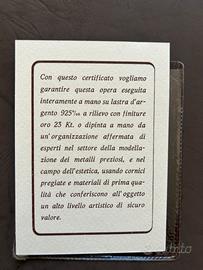 Con questo certificato vogliamo
garantire questa opera eseguita
interamente a mano su lastra d'ar-
gento 925‰ a rilievo con finiture
oro 23 Kt. o dipinta a mano da
un'organizzazione affermata di
esperti nel settore della modella-
zione dei metalli preziosi, e nel
campo dell'estetica, usando cornici
pregiate e materiali di prima qua-
lità che conferiscono all'oggetto
un alto livello artistico di sicuro
valore.
subito